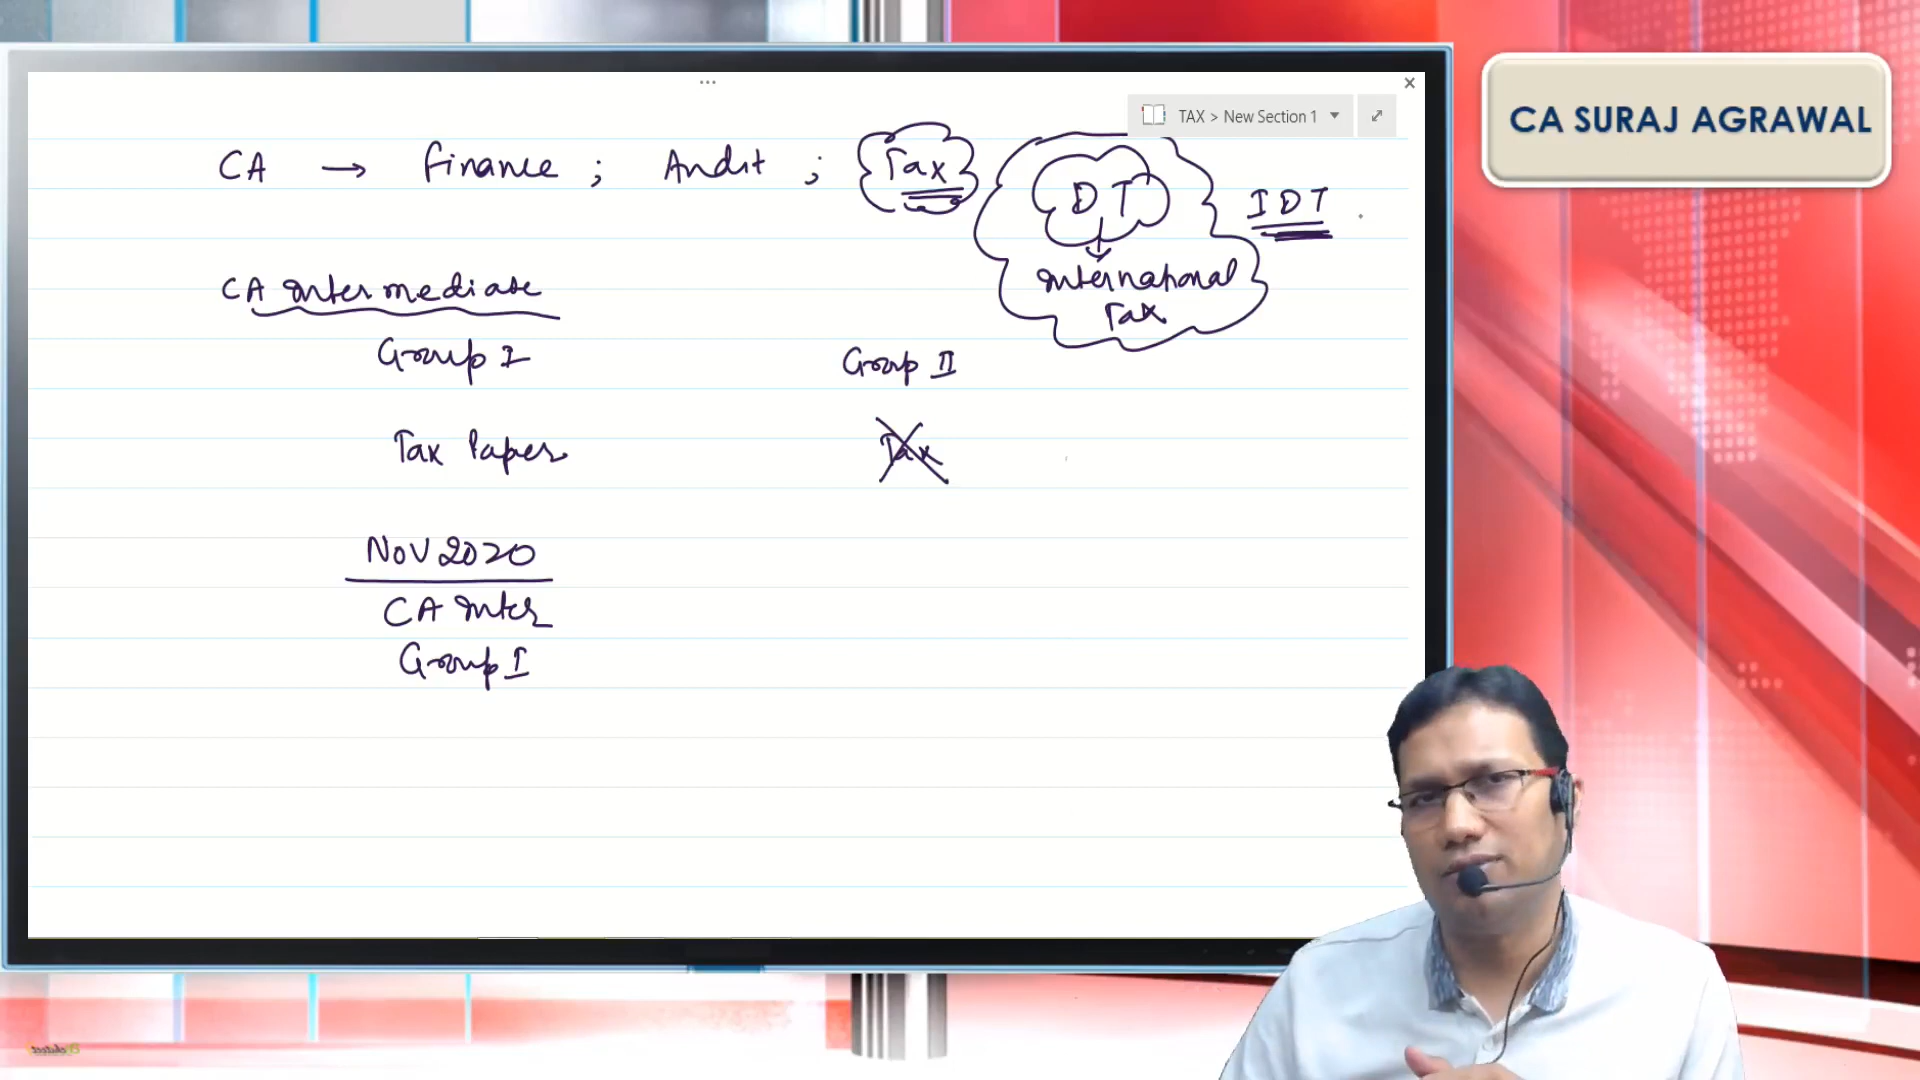 CA SURAJ AGRAWAL
TAX > New Section 1
CA → Finance ; Audit ; Tax
DT
IDT
International
Tax
CA Intermediate
Group I
Group II
Tax Paper
Tax
NOV 2020
CA Inter
Group I